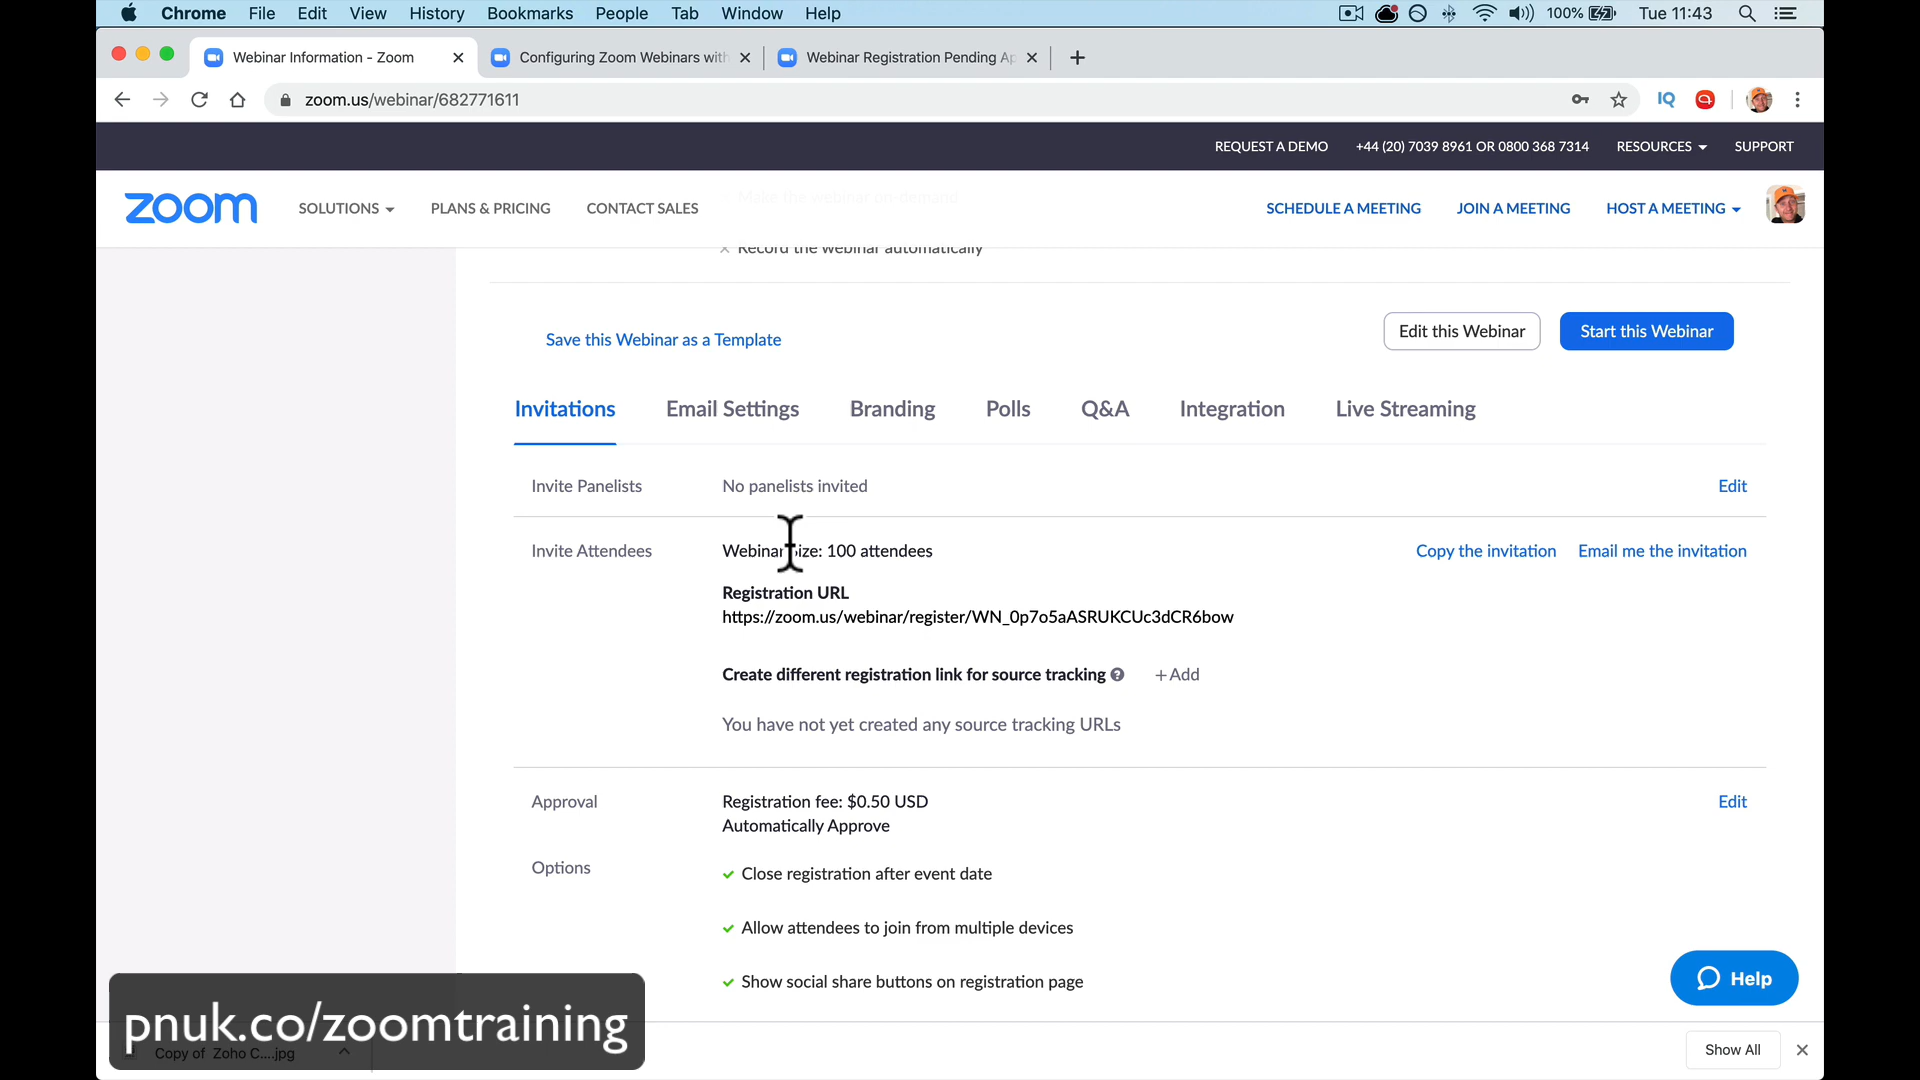 Chrome File Edit View History Bookmarks People Tab Window Help 100% Tue 11:43
Webinar Information - Zoom Configuring Zoom Webinars with Webinar Registration Pending Ap
zoom.us/webinar/682771611 IQ
REQUEST A DEMO +44 (20) 7039 8961 OR 0800 368 7314 RESOURCES SUPPORT
Make the webinar on-demand
zoom SOLUTIONS PLANS & PRICING CONTACT SALES SCHEDULE A MEETING JOIN A MEETING HOST A MEETING
Record the webinar automatically
Save this Webinar as a Template Edit this Webinar Start this Webinar
Invitations Email Settings Branding Polls Q&A Integration Live Streaming
Invite Panelists No panelists invited Edit
Invite Attendees Webinar Size: 100 attendees Copy the invitation Email me the invitation
Registration URL
https://zoom.us/webinar/register/WN_0p7o5aASRUKCUc3dCR6bow
Create different registration link for source tracking +Add
You have not yet created any source tracking URLs
Approval Registration fee: $0.50 USD Edit
Automatically Approve
Options Close registration after event date
Allow attendees to join from multiple devices
Show social share buttons on registration page
Help
pnuk.co/zoomtraining
Copy of Zoho C....jpg Show All